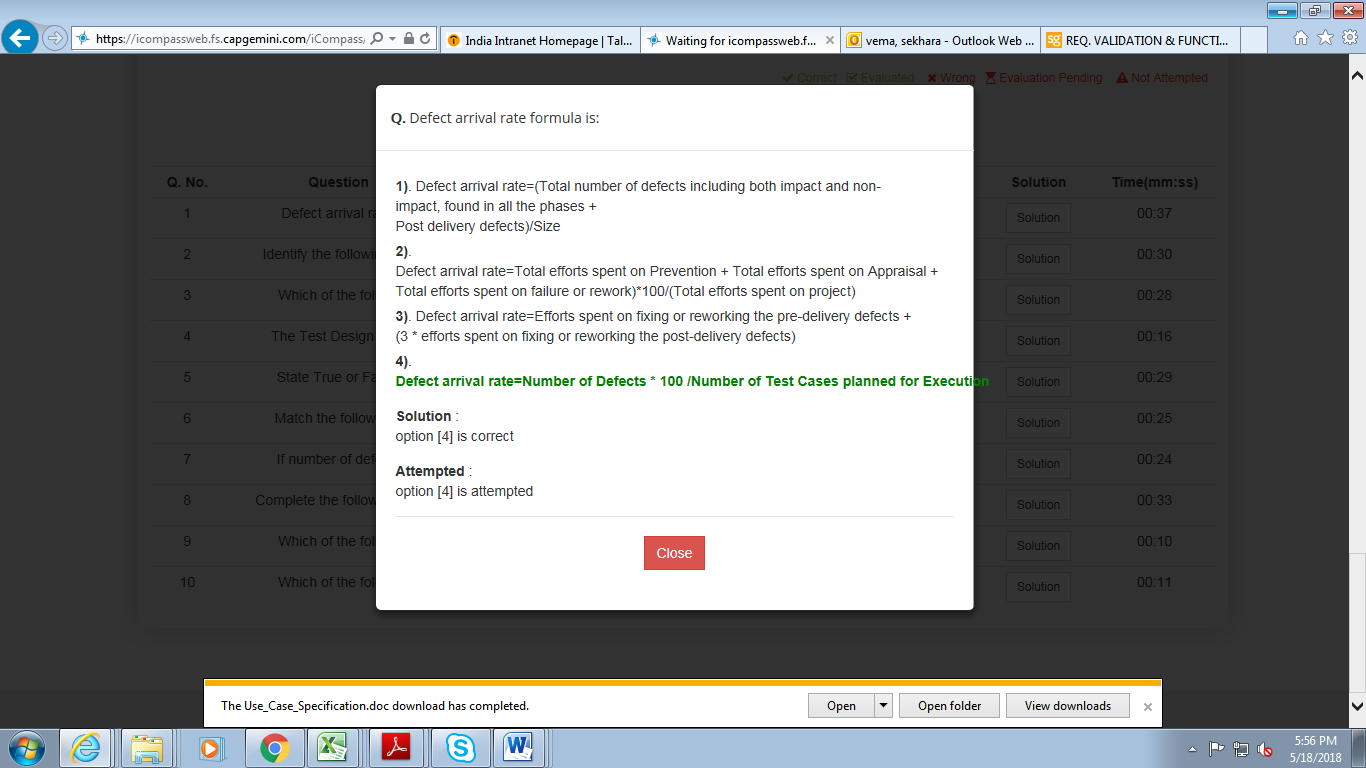 https://icompassweb.fs.capgemini.com/iCompass,
India Intranet Homepage | Tal...
Waiting for icompassweb.f...
vema, sekhara - Outlook Web ...
sg REQ. VALIDATION & FUNCTI...
Correct Evaluated Wrong Evaluation Pending Not Attempted
Q. Defect arrival rate formula is:
Q. No. Question Solution Time(mm:ss)
1 Defect arrival ra Solution 00:37
2 Identify the followi Solution 00:30
3 Which of the fol Solution 00:28
4 The Test Design Solution 00:16
5 State True or Fa Solution 00:29
6 Match the follow Solution 00:25
7 If number of def Solution 00:24
8 Complete the follow Solution 00:33
9 Which of the fol Solution 00:10
10 Which of the fol Solution 00:11
1). Defect arrival rate=(Total number of defects including both impact and non-
impact, found in all the phases +
Post delivery defects)/Size
2).
Defect arrival rate=Total efforts spent on Prevention + Total efforts spent on Appraisal +
Total efforts spent on failure or rework)*100/(Total efforts spent on project)
3). Defect arrival rate=Efforts spent on fixing or reworking the pre-delivery defects +
(3 * efforts spent on fixing or reworking the post-delivery defects)
4).
Defect arrival rate=Number of Defects * 100 /Number of Test Cases planned for Execution
Solution :
option [4] is correct
Attempted :
option [4] is attempted
Close
The Use_Case_Specification.doc download has completed.
Open
Open folder
View downloads
5:56 PM
5/18/2018